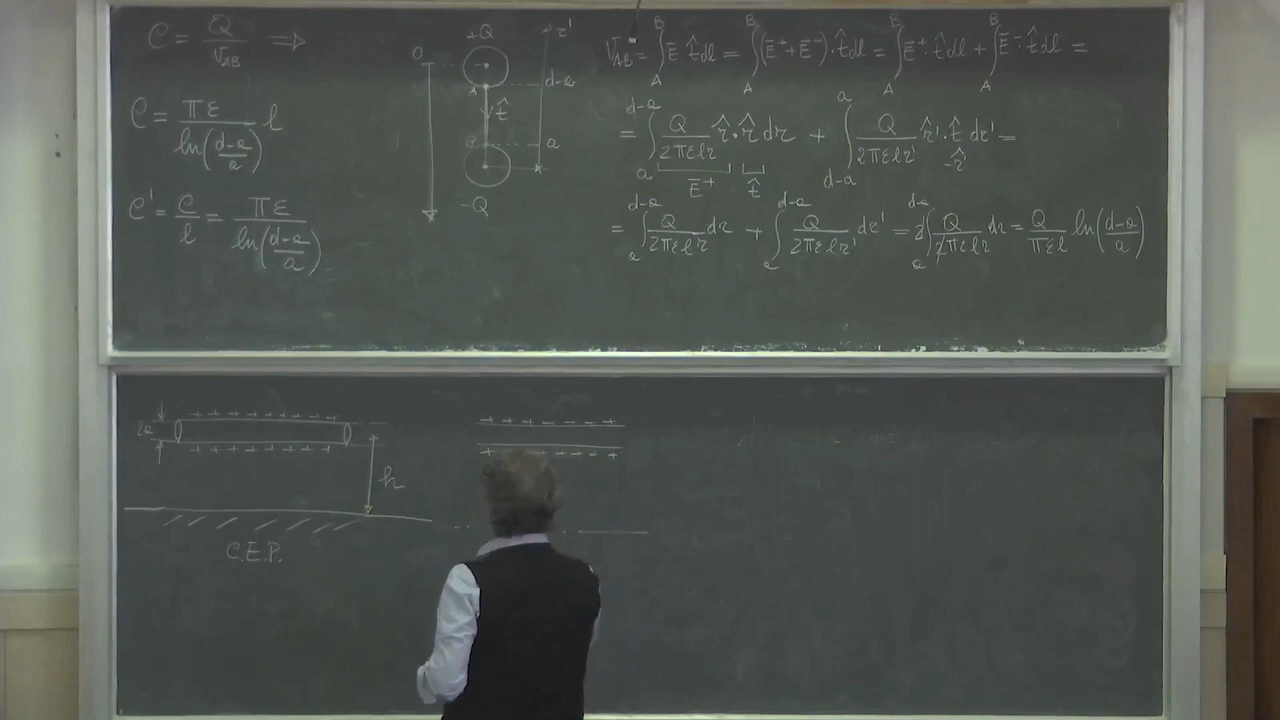 C = Q/V_AB ⇒
C = πε/ln((d-a)/a) l
C' = C/l = πε/ln((d-a)/a)
+Q
r'
O
d-a
A
t̂
a
-Q
V_AB = ∫_A^B E̅·t̂ dl = ∫_A^B (E̅⁺+E̅⁻)·t̂ dl = ∫_A^B E̅⁺·t̂ dl + ∫_A^B E̅⁻·t̂ dl =
= ∫_a^{d-a} Q/(2πεlr) r̂·r̂ dr + ∫_{d-a}^a Q/(2πεlr') r̂'·t̂ dr' =
E̅⁺ t̂ -r̂'
= ∫_a^{d-a} Q/(2πεlr) dr + ∫_a^{d-a} Q/(2πεlr') dr' = 2∫_a^{d-a} Q/(2πεlr) dr = Q/(πεl) ln((d-a)/a)
+ + + + + + + + +
2a
+ + + + + + + +
h
C.E.P.
+ + - - - + +
+ - + + + +